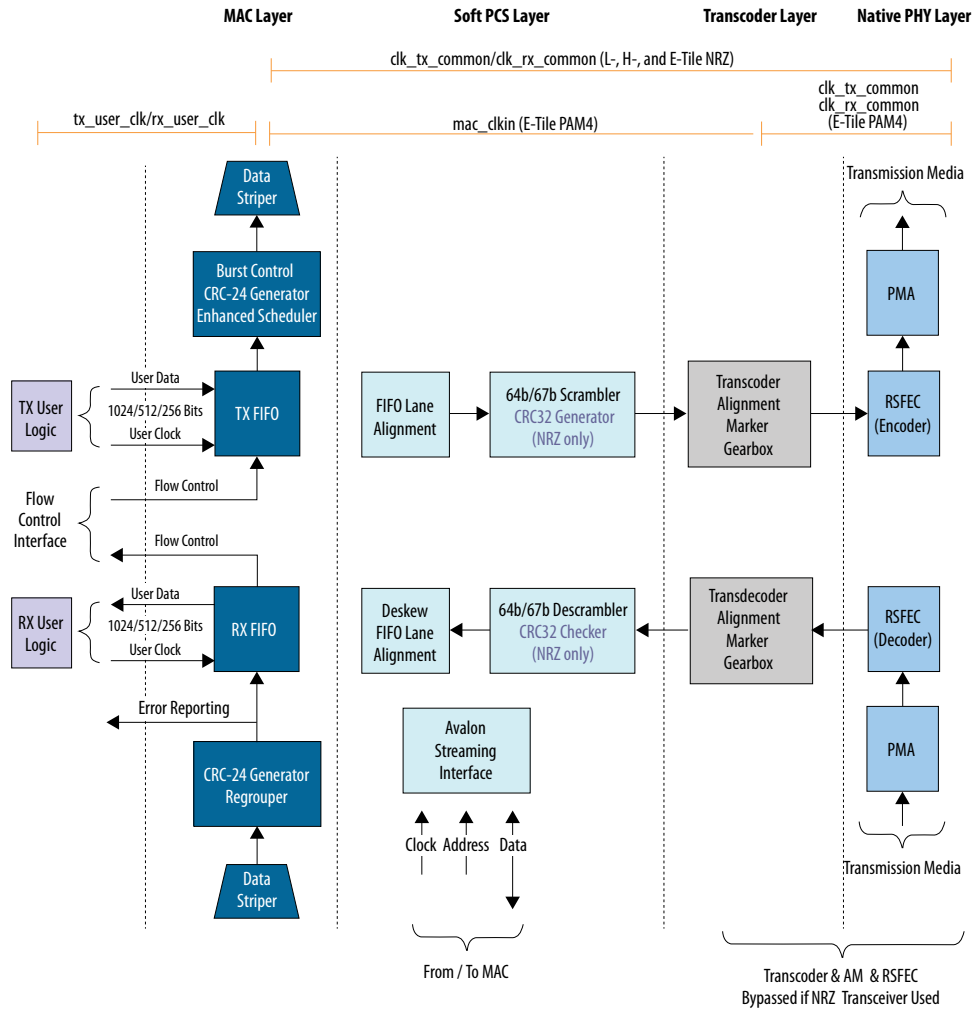 MAC Layer
Soft PCS Layer
Transcoder Layer
Native PHY Layer
clk_tx_common/clk_rx_common (L-, H-, and E-Tile NRZ)
clk_tx_common
clk_rx_common
(E-Tile PAM4)
tx_user_clk/rx_user_clk
mac_clkin (E-Tile PAM4)
Data
Striper
Transmission Media
Burst Control
CRC-24 Generator
Enhanced Scheduler
PMA
TX User
Logic
User Data
1024/512/256 Bits
User Clock
TX FIFO
FIFO Lane
Alignment
64b/67b Scrambler
CRC32 Generator
(NRZ only)
Transcoder
Alignment
Marker
Gearbox
RSFEC
(Encoder)
Flow
Control
Interface
Flow Control
Flow Control
RX User
Logic
User Data
1024/512/256 Bits
User Clock
RX FIFO
Deskew
FIFO Lane
Alignment
64b/67b Descrambler
CRC32 Checker
(NRZ only)
Transdecoder
Alignment
Marker
Gearbox
RSFEC
(Decoder)
Error Reporting
CRC-24 Generator
Regrouper
Avalon
Streaming
Interface
PMA
Clock
Address
Data
Data
Striper
Transmission Media
From / To MAC
Transcoder & AM & RSFEC
Bypassed if NRZ Transceiver Used